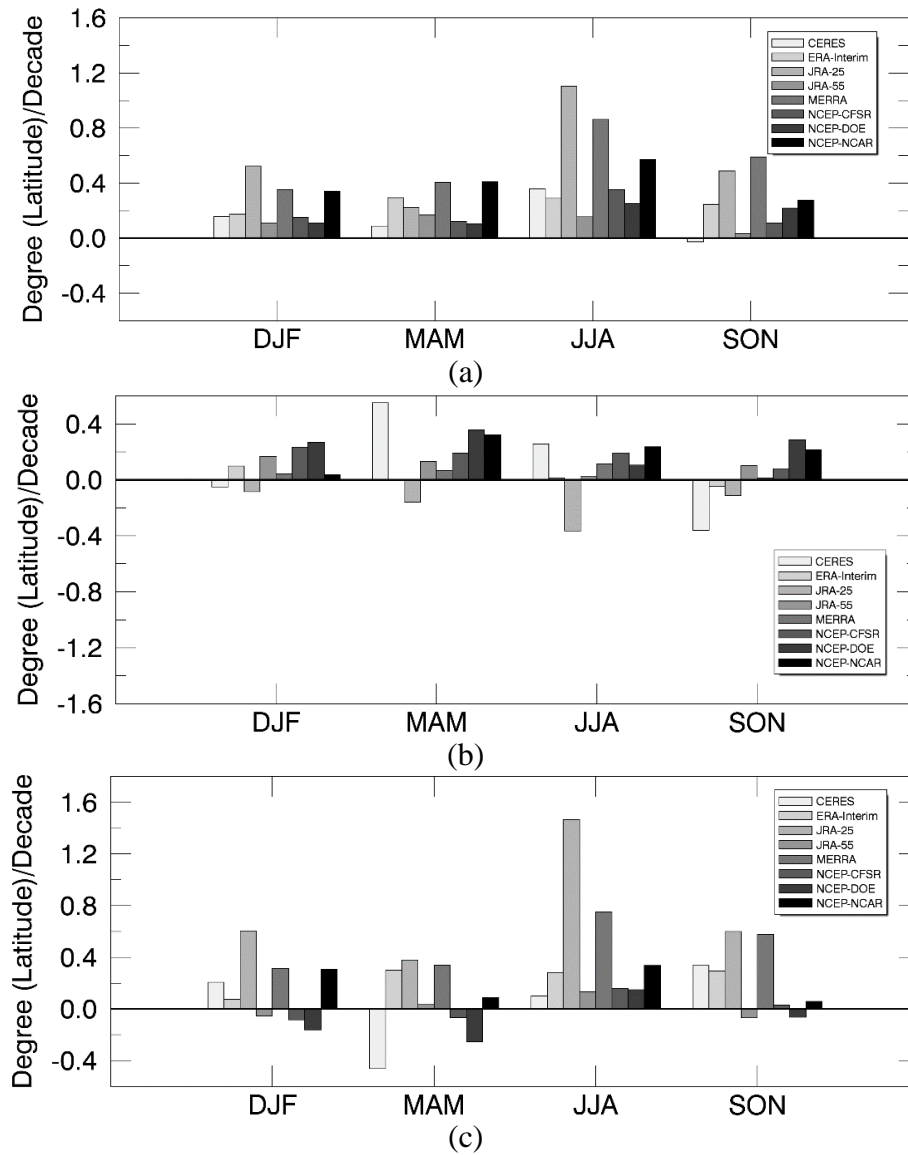 Degree (Latitude)/Decade
1.6
1.2
0.8
0.4
0.0
-0.4
CERES
ERA-Interim
JRA-25
JRA-55
MERRA
NCEP-CFSR
NCEP-DOE
NCEP-NCAR
DJF MAM JJA SON
(a)
Degree (Latitude)/Decade
0.4
0.0
-0.4
-0.8
-1.2
-1.6
CERES
ERA-Interim
JRA-25
JRA-55
MERRA
NCEP-CFSR
NCEP-DOE
NCEP-NCAR
DJF MAM JJA SON
(b)
Degree (Latitude)/Decade
1.6
1.2
0.8
0.4
0.0
-0.4
CERES
ERA-Interim
JRA-25
JRA-55
MERRA
NCEP-CFSR
NCEP-DOE
NCEP-NCAR
DJF MAM JJA SON
(c)